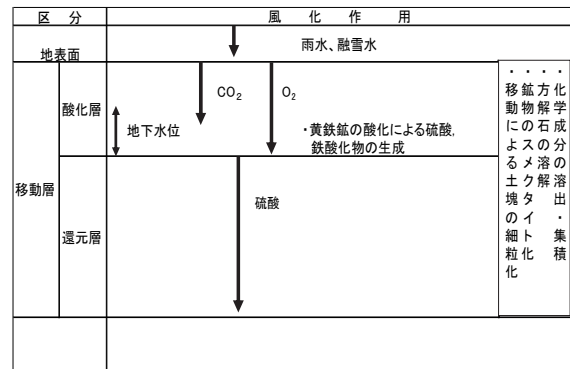 区 分
風 化 作 用
雨水、融雪水
地表面
CO₂
O₂
酸化層
地下水位
・黄鉄鉱の酸化による硫酸,
鉄酸化物の生成
移動層
硫酸
還元層
・化学成分の溶出・集積
・方解石の溶解
・鉱物のスメクタイト化
・移動による土塊の細粒化